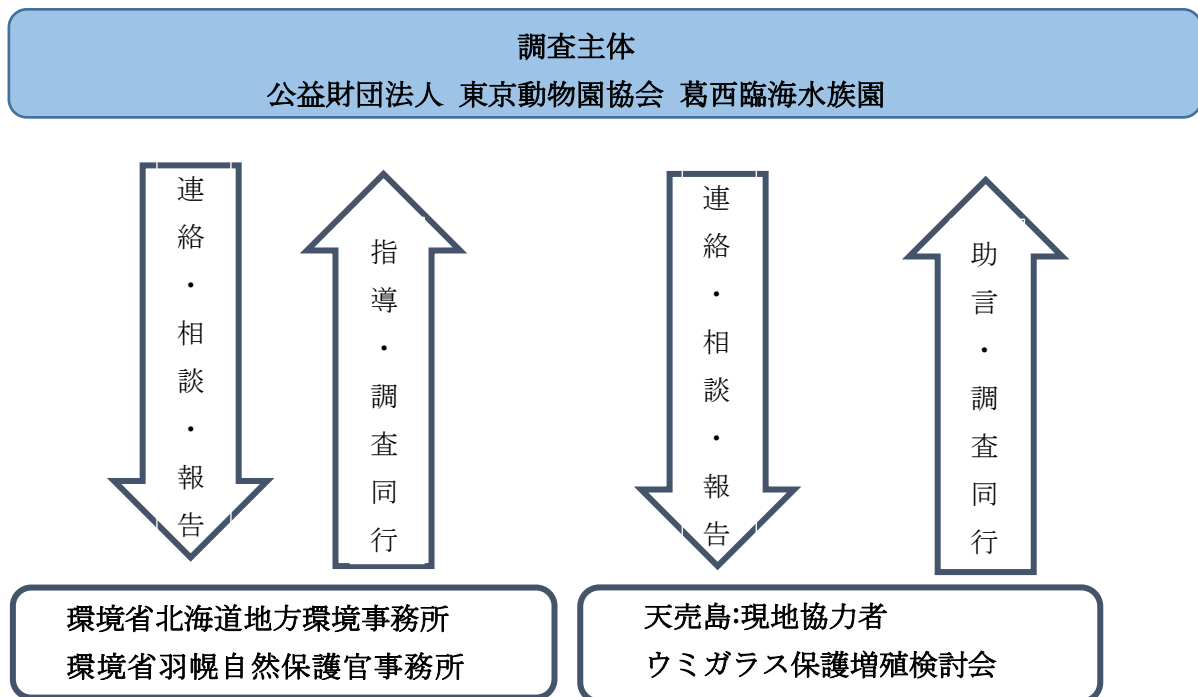 調査主体
公益財団法人 東京動物園協会 葛西臨海水族園
連絡・相談・報告
指導・調査同行
連絡・相談・報告
助言・調査同行
環境省北海道地方環境事務所
環境省羽幌自然保護官事務所
天売島:現地協力者
ウミガラス保護増殖検討会